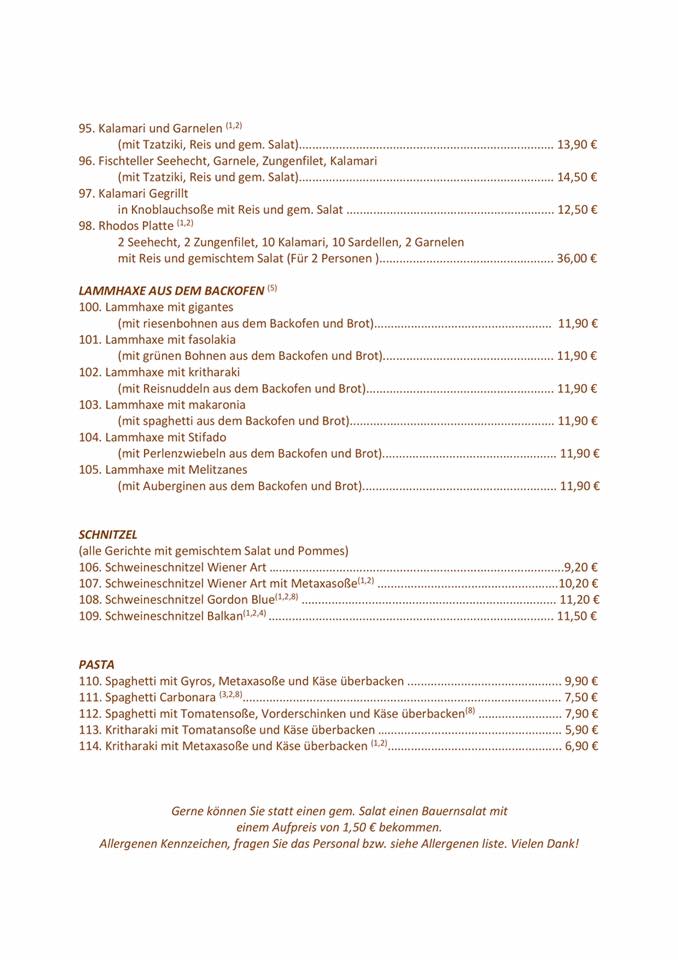 95. Kalamari und Garnelen (1,2)
(mit Tzatziki, Reis und gem. Salat)............................................................................ 13,90 €
96. Fischteller Seehecht, Garnele, Zungenfilet, Kalamari
(mit Tzatziki, Reis und gem. Salat)............................................................................ 14,50 €
97. Kalamari Gegrillt
in Knoblauchsoße mit Reis und gem. Salat .............................................................. 12,50 €
98. Rhodos Platte (1,2)
2 Seehecht, 2 Zungenfilet, 10 Kalamari, 10 Sardellen, 2 Garnelen
mit Reis und gemischtem Salat (Für 2 Personen ).................................................... 36,00 €
LAMMHAXE AUS DEM BACKOFEN (5)
100. Lammhaxe mit gigantes
(mit riesenbohnen aus dem Backofen und Brot)..................................................... 11,90 €
101. Lammhaxe mit fasolakia
(mit grünen Bohnen aus dem Backofen und Brot)................................................... 11,90 €
102. Lammhaxe mit kritharaki
(mit Reisnuddeln aus dem Backofen und Brot)........................................................ 11,90 €
103. Lammhaxe mit makaronia
(mit spaghetti aus dem Backofen und Brot)............................................................. 11,90 €
104. Lammhaxe mit Stifado
(mit Perlenzwiebeln aus dem Backofen und Brot).................................................... 11,90 €
105. Lammhaxe mit Melitzanes
(mit Auberginen aus dem Backofen und Brot).......................................................... 11,90 €
SCHNITZEL
(alle Gerichte mit gemischtem Salat und Pommes)
106. Schweineschnitzel Wiener Art ........................................................................................9,20 €
107. Schweineschnitzel Wiener Art mit Metaxasoße(1,2) ......................................................10,20 €
108. Schweineschnitzel Gordon Blue(1,2,8) ............................................................................ 11,20 €
109. Schweineschnitzel Balkan(1,2,4) ..................................................................................... 11,50 €
PASTA
110. Spaghetti mit Gyros, Metaxasoße und Käse überbacken .............................................. 9,90 €
111. Spaghetti Carbonara (3,2,8)............................................................................................... 7,50 €
112. Spaghetti mit Tomatensoße, Vorderschinken und Käse überbacken(8) ......................... 7,90 €
113. Kritharaki mit Tomatansoße und Käse überbacken ....................................................... 5,90 €
114. Kritharaki mit Metaxasoße und Käse überbacken (1,2).................................................... 6,90 €
Gerne können Sie statt einen gem. Salat einen Bauernsalat mit
einem Aufpreis von 1,50 € bekommen.
Allergenen Kennzeichen, fragen Sie das Personal bzw. siehe Allergenen liste. Vielen Dank!